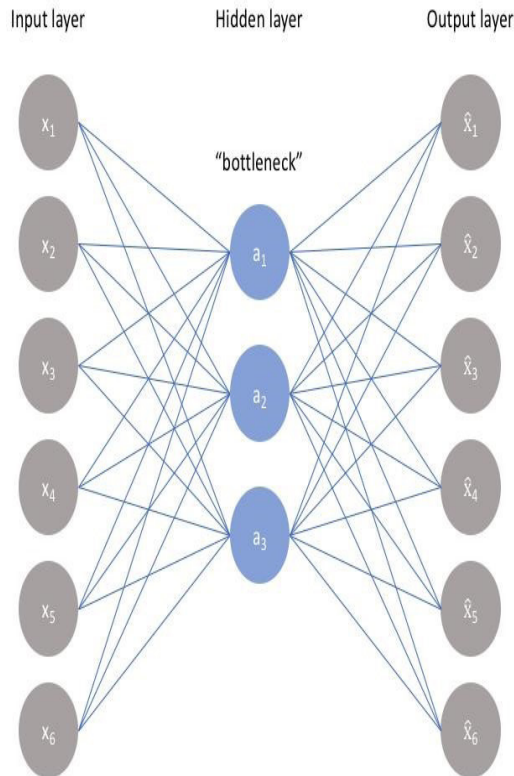 Input layer
Hidden layer
Output layer
"bottleneck"
x₁
x₂
x₃
x₄
x₅
x₆
a₁
a₂
a₃
x̂₁
x̂₂
x̂₃
x̂₄
x̂₅
x̂₆